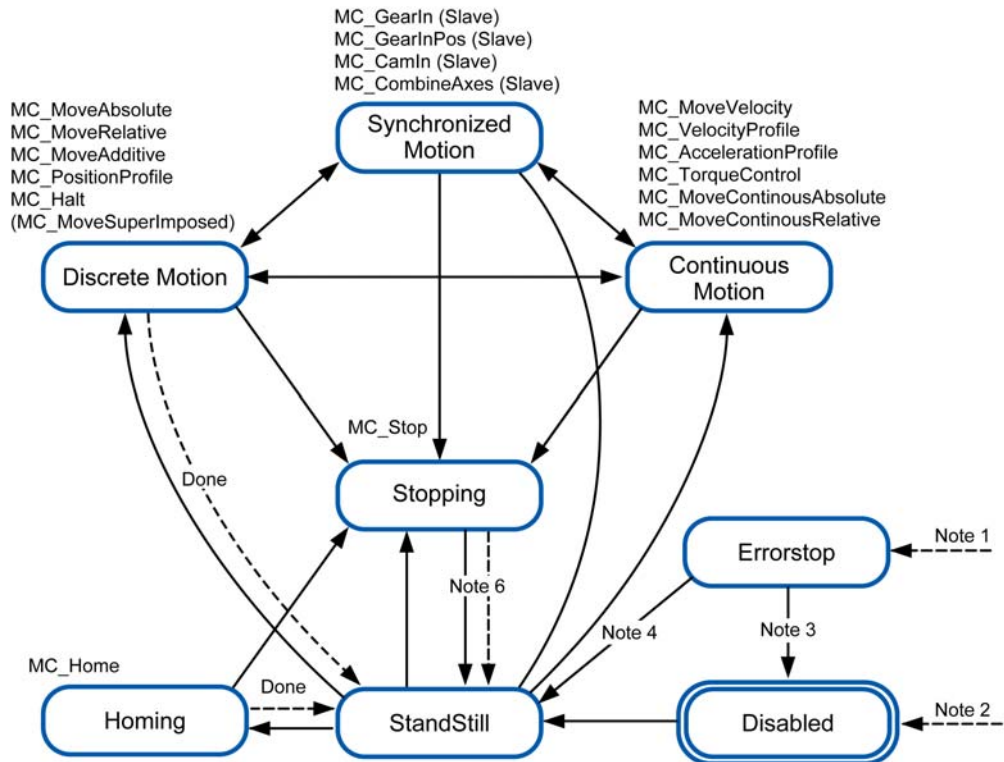 MC_GearIn (Slave)
MC_GearInPos (Slave)
MC_CamIn (Slave)
MC_CombineAxes (Slave)
MC_MoveAbsolute
MC_MoveRelative
MC_MoveAdditive
MC_PositionProfile
MC_Halt
(MC_MoveSuperImposed)
Synchronized
Motion
MC_MoveVelocity
MC_VelocityProfile
MC_AccelerationProfile
MC_TorqueControl
MC_MoveContinousAbsolute
MC_MoveContinousRelative
Discrete Motion
Continuous
Motion
MC_Stop
Done
Stopping
Errorstop
Note 1
Note 6
Note 4
Note 3
MC_Home
Done
Homing
StandStill
Disabled
Note 2